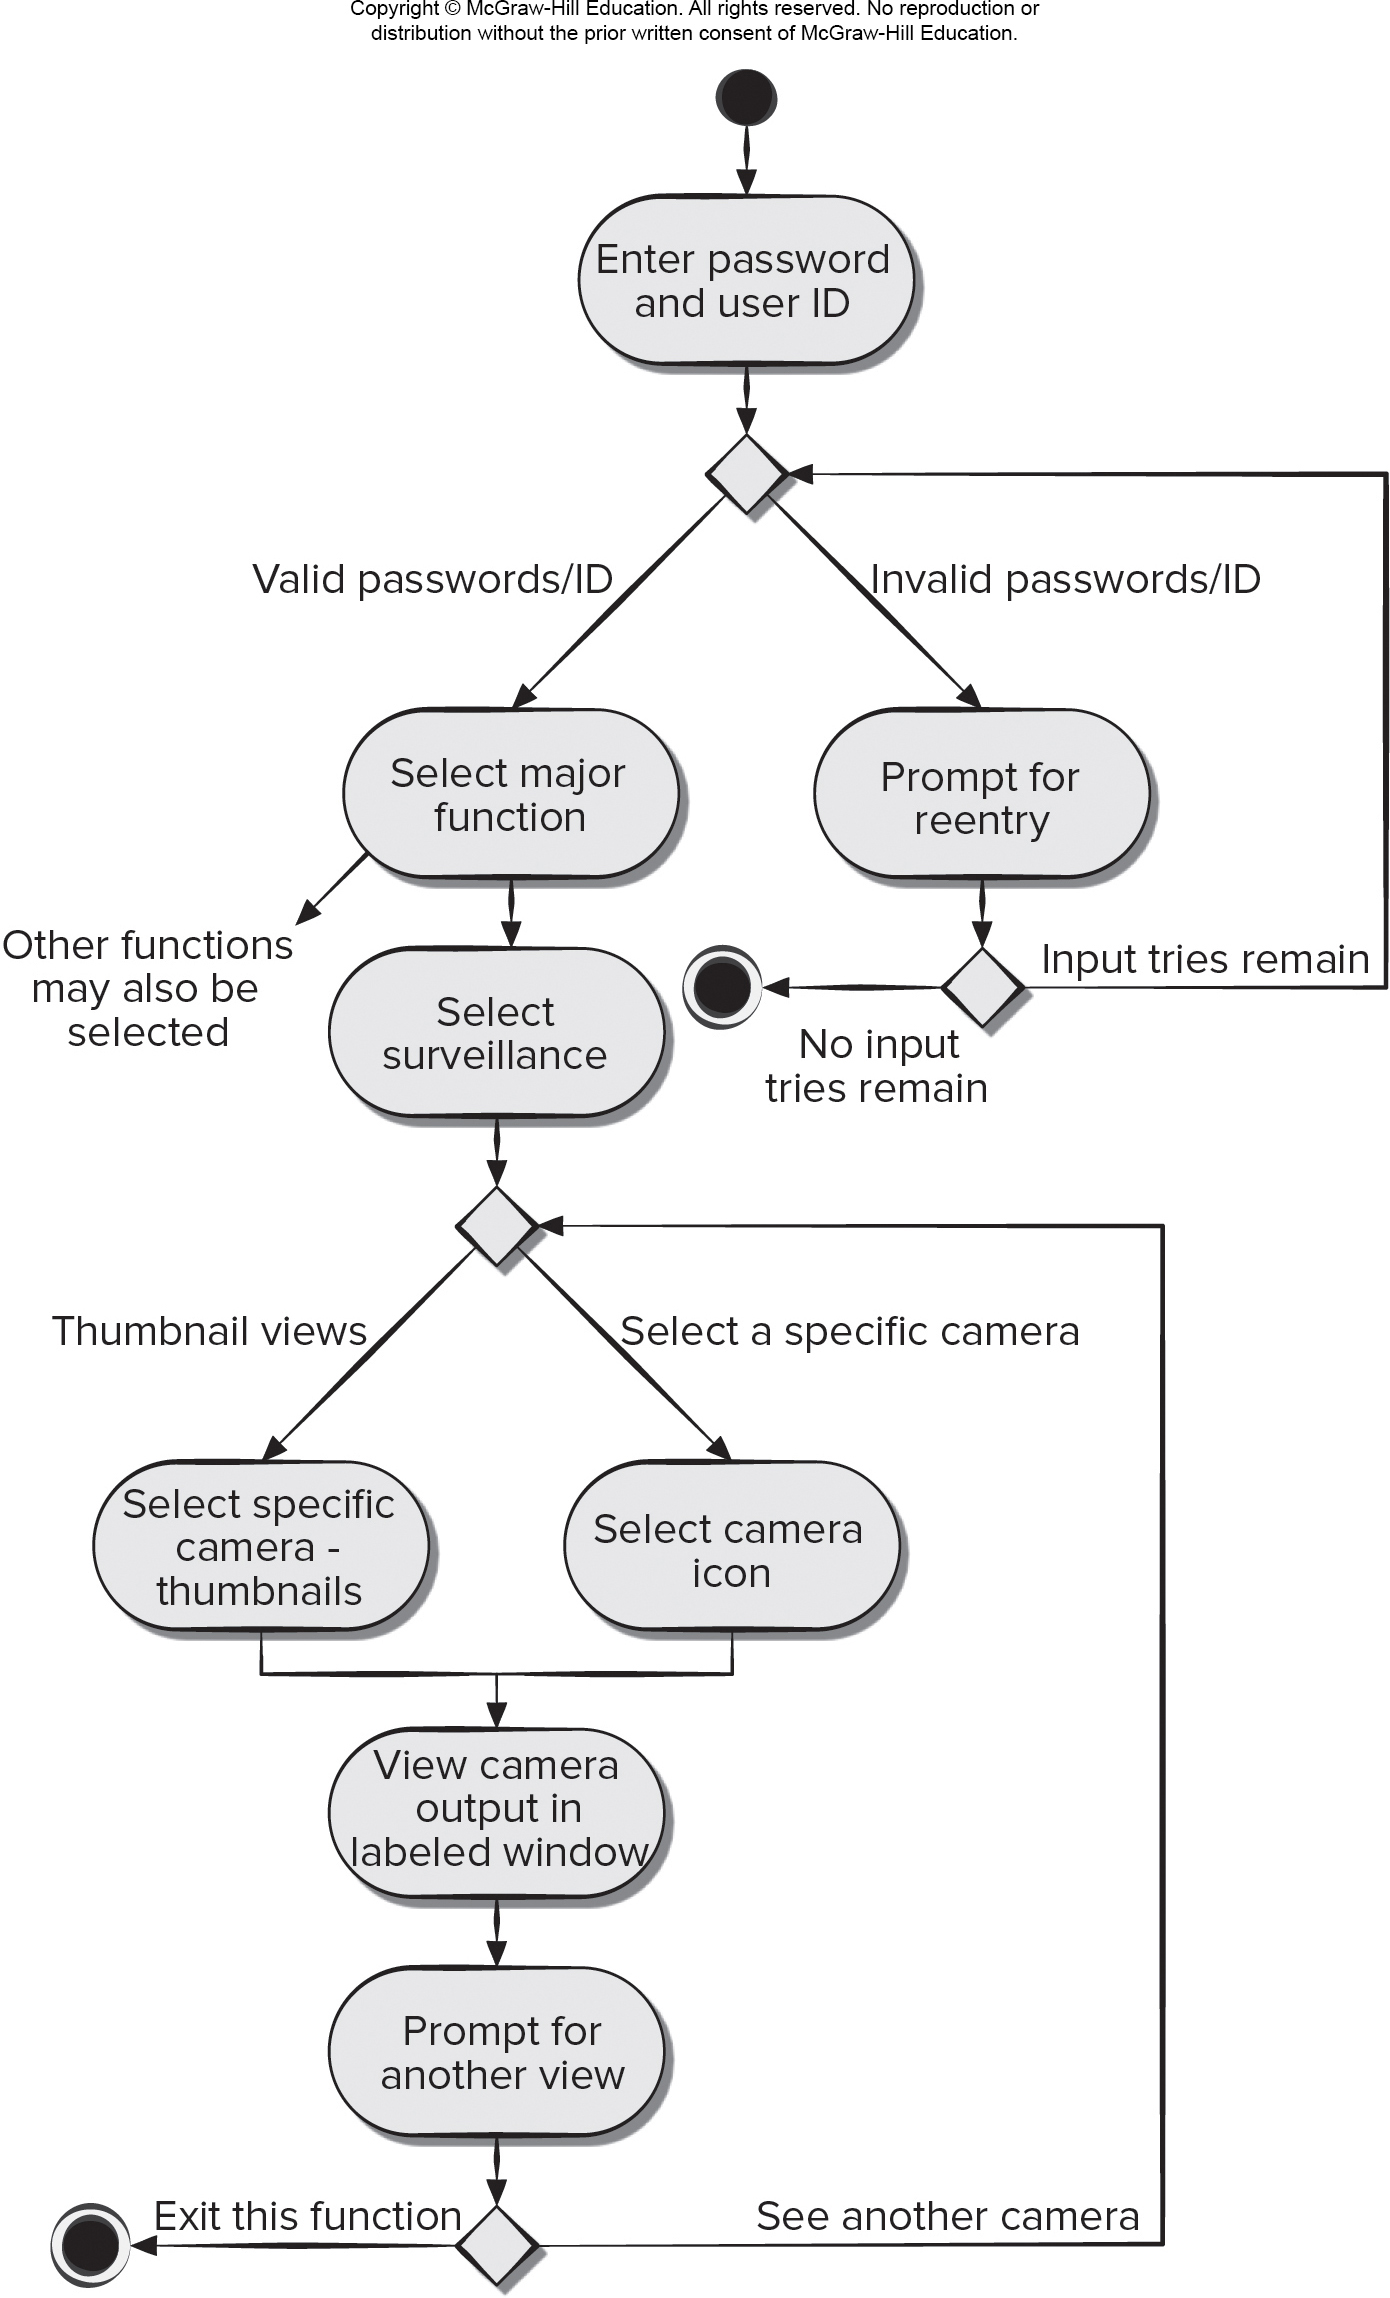 Copyright © McGraw-Hill Education. All rights reserved. No reproduction or
distribution without the prior written consent of McGraw-Hill Education.
Enter password
and user ID
Valid passwords/ID
Invalid passwords/ID
Select major
function
Prompt for
reentry
Other functions
may also be
selected
Input tries remain
Select
surveillance
No input
tries remain
Thumbnail views
Select a specific camera
Select specific
camera -
thumbnails
Select camera
icon
View camera
output in
labeled window
Prompt for
another view
Exit this function
See another camera